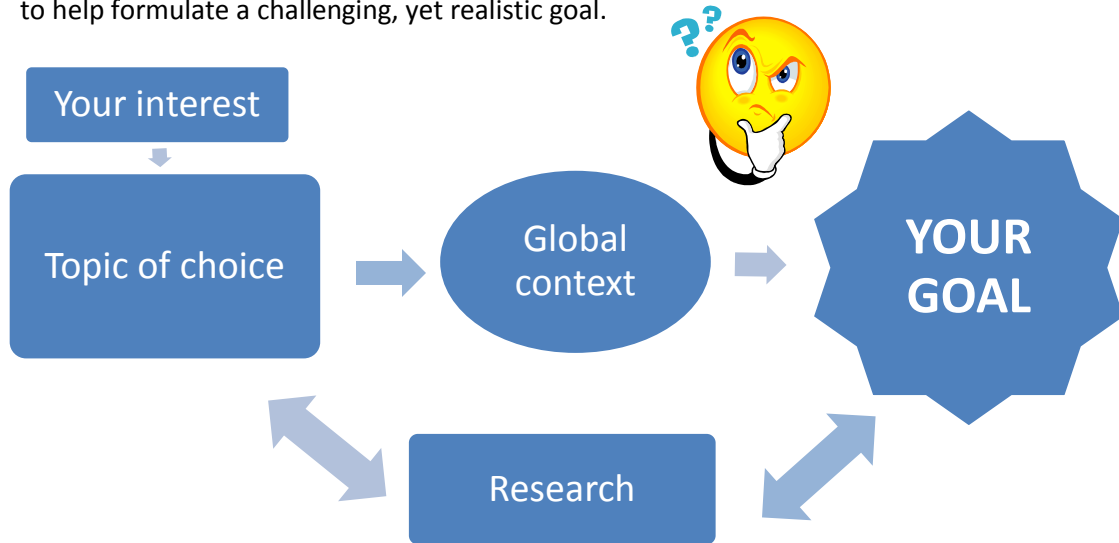 to help formulate a challenging, yet realistic goal.
??
Your interest
Topic of choice
Global
context
YOUR
GOAL
Research